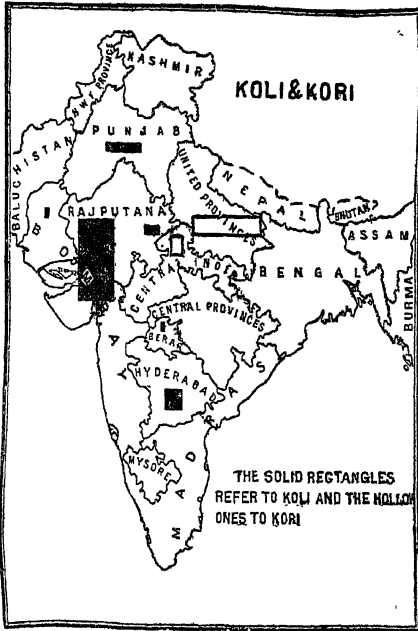 KOLI & KORI
KASHMIR
N.W.F. PROVINCE
PUNJAB
BALUCHISTAN
UNITED PROVINCES
NEPAL
BHUTAN
RAJPUTANA
ASSAM
CENTRAL INDIA
BENGAL
BURMA
CENTRAL PROVINCES
BERAR
HYDERABAD
MYSORE
MADRAS
THE SOLID RECTANGLES
REFER TO KOLI AND THE HOLLOW
ONES TO KORI